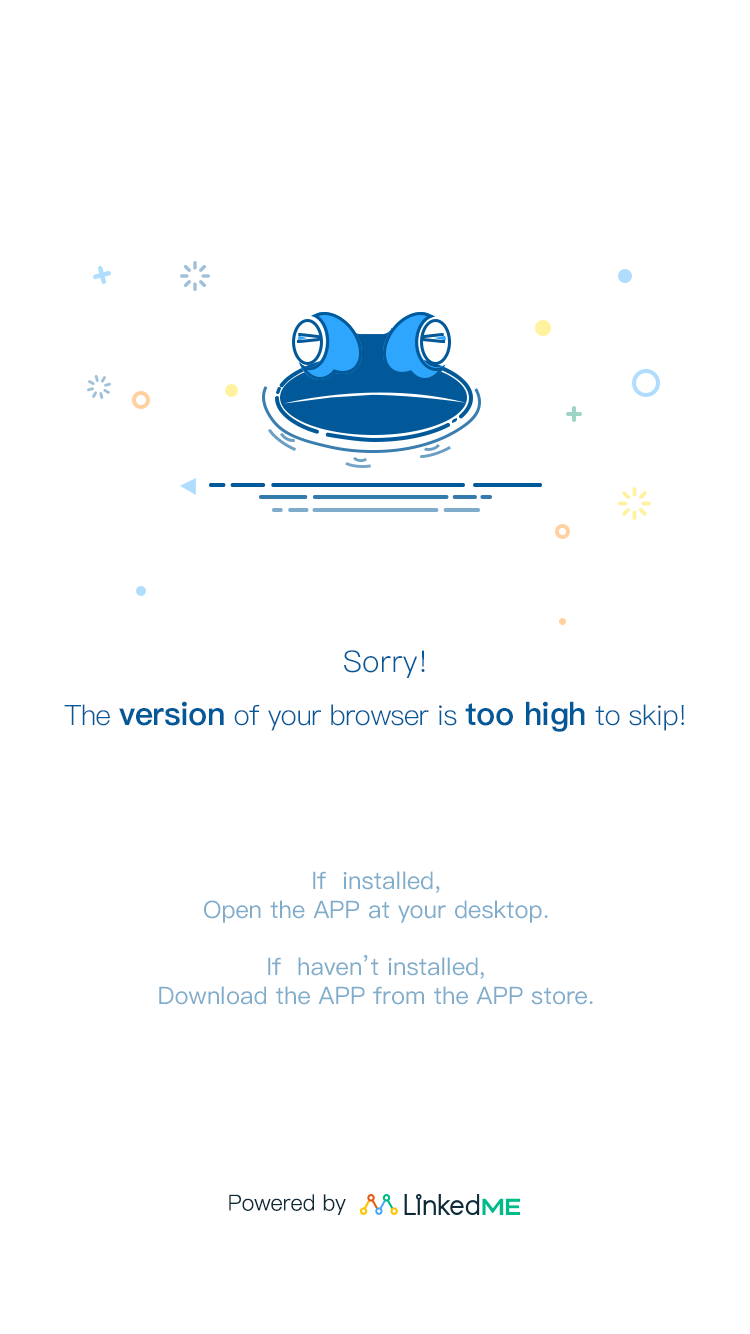 Sorry!
The version of your browser is too high to skip!
If installed,
Open the APP at your desktop.
If haven't installed,
Download the APP from the APP store.
Powered by LinkedME